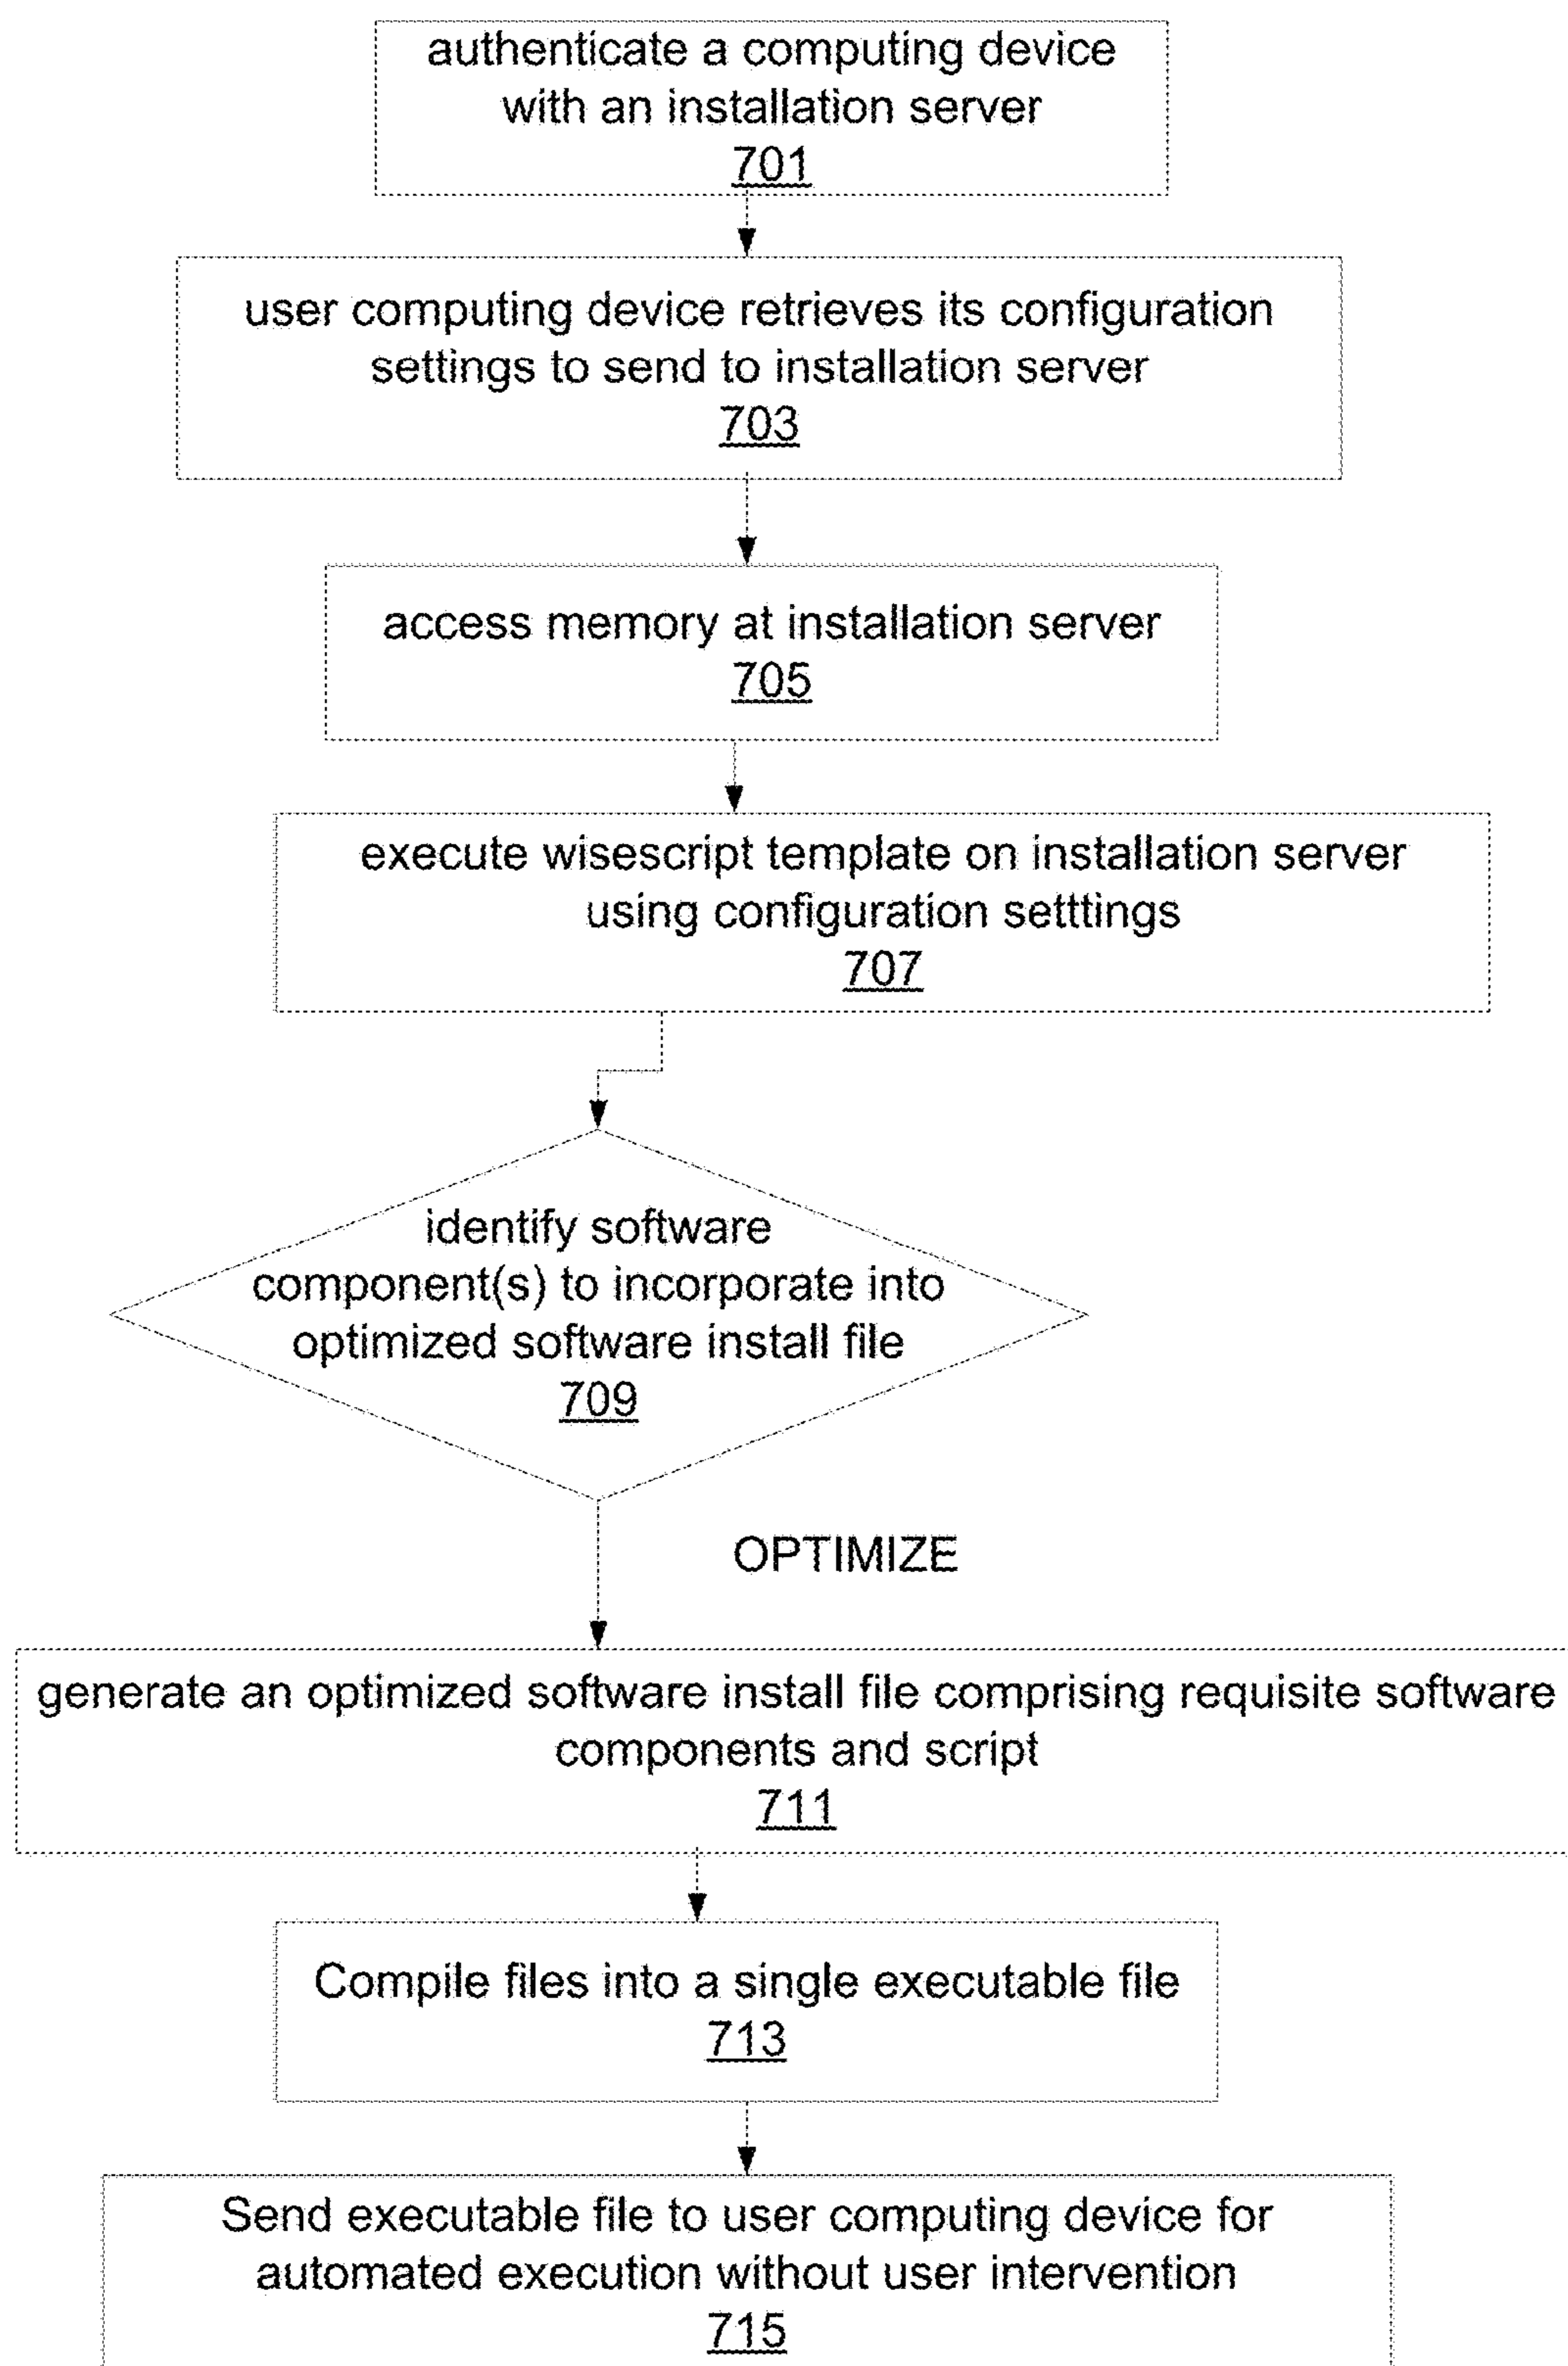 authenticate a computing device
with an installation server
701
user computing device retrieves its configuration
settings to send to installation server
703
access memory at installation server
705
execute wisescript template on installation server
using configuration setttings
707
identify software
component(s) to incorporate into
optimized software install file
709
OPTIMIZE
generate an optimized software install file comprising requisite software
components and script
711
Compile files into a single executable file
713
Send executable file to user computing device for
automated execution without user intervention
715